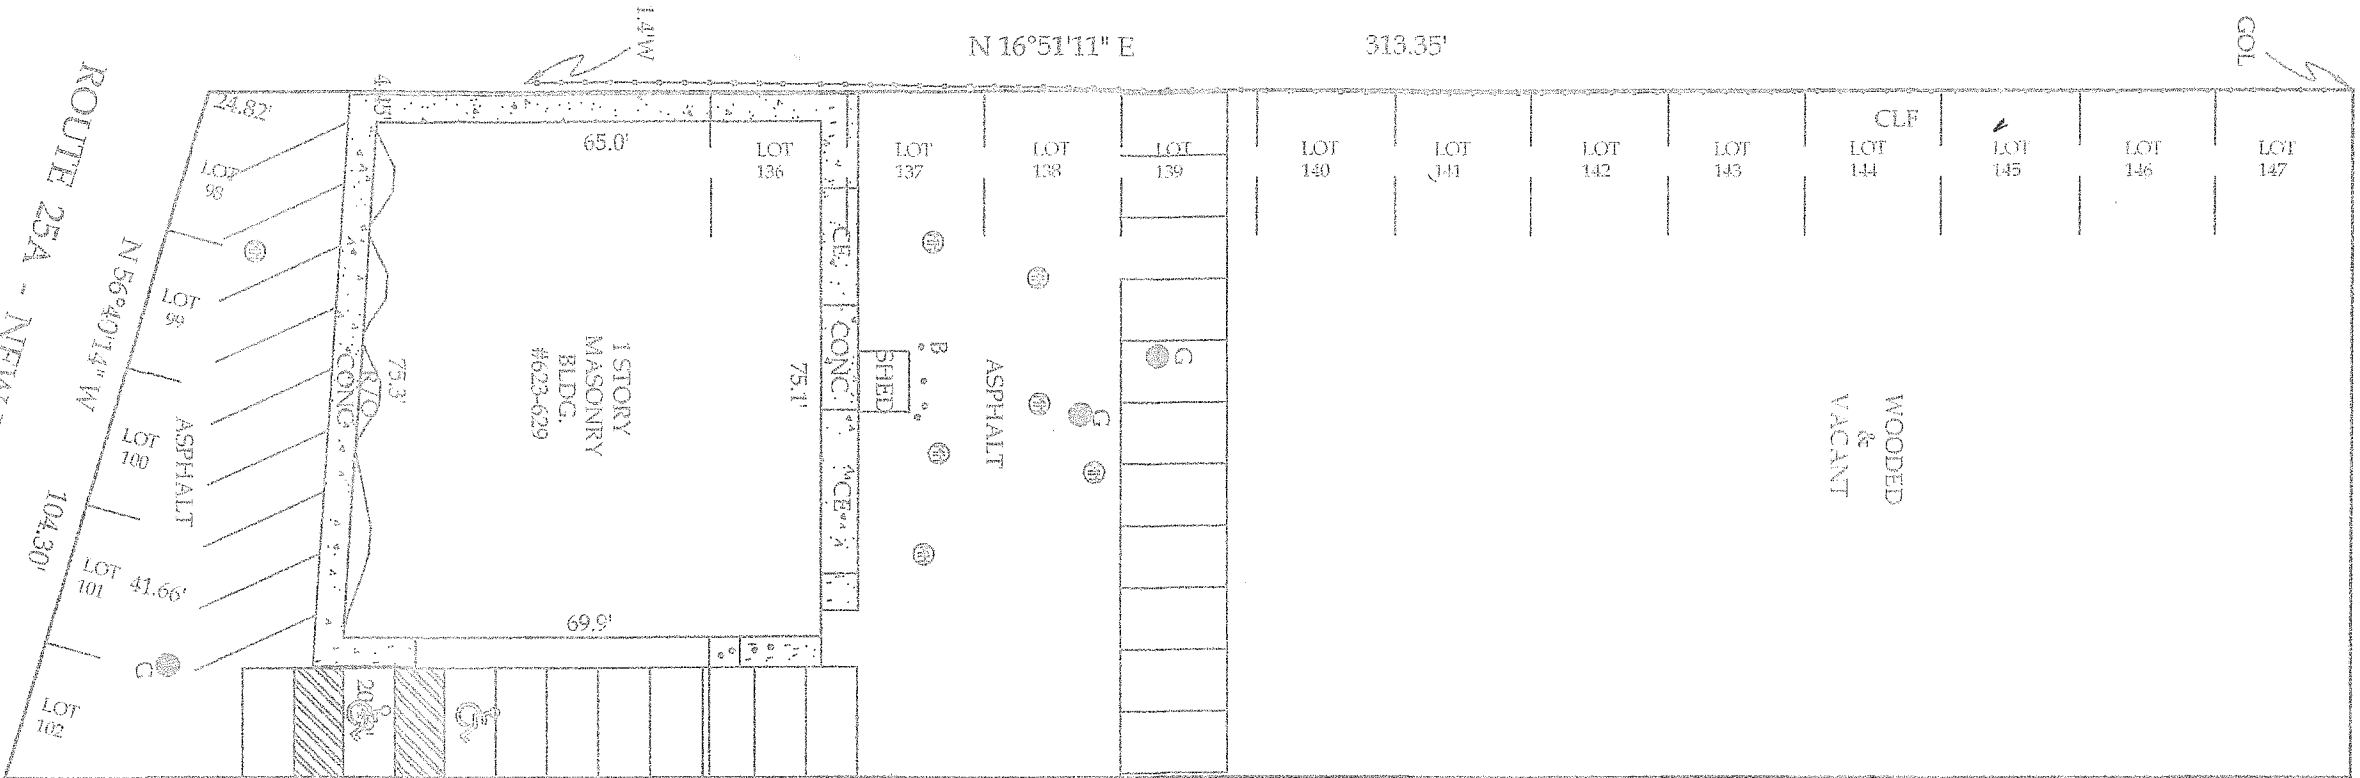 N 16°51'11" E
313.35'
GOL
24.82'
65.0'
LOT
136
LOT
137
LOT
138
LOT
139
LOT
140
LOT
141
LOT
142
LOT
143
CLF
LOT
144
LOT
145
LOT
146
LOT
147
LOT
98
LOT
LOT
100
LOT
101
41.66'
LOT
102
ROUTE 25A -
N 56°40'14" W
104.30'
ASPHALT
CONC
R/O
75.3'
1 STORY
MASONRY
BLDG.
#623-629
75.1'
69.9'
CE
CONC
CE
SHED
B
ASPHALT
G
G
G
WOODED
&
VACANT